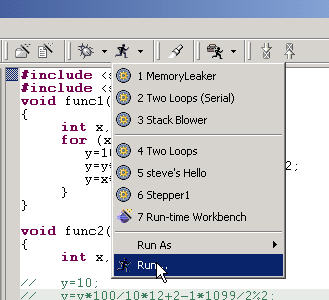 #include <s
#include <s
void func1(
{
int x,
for (x
y=10
y=y* 2;
y=x*
}
}
void func2(
{
int x,
// y=10;
// y=y*100/10*12+2-1*1099/2%2;
1 MemoryLeaker
2 Two Loops (Serial)
3 Stack Blower
4 Two Loops
5 steve's Hello
6 Stepper1
7 Run-time Workbench
Run As
Run...